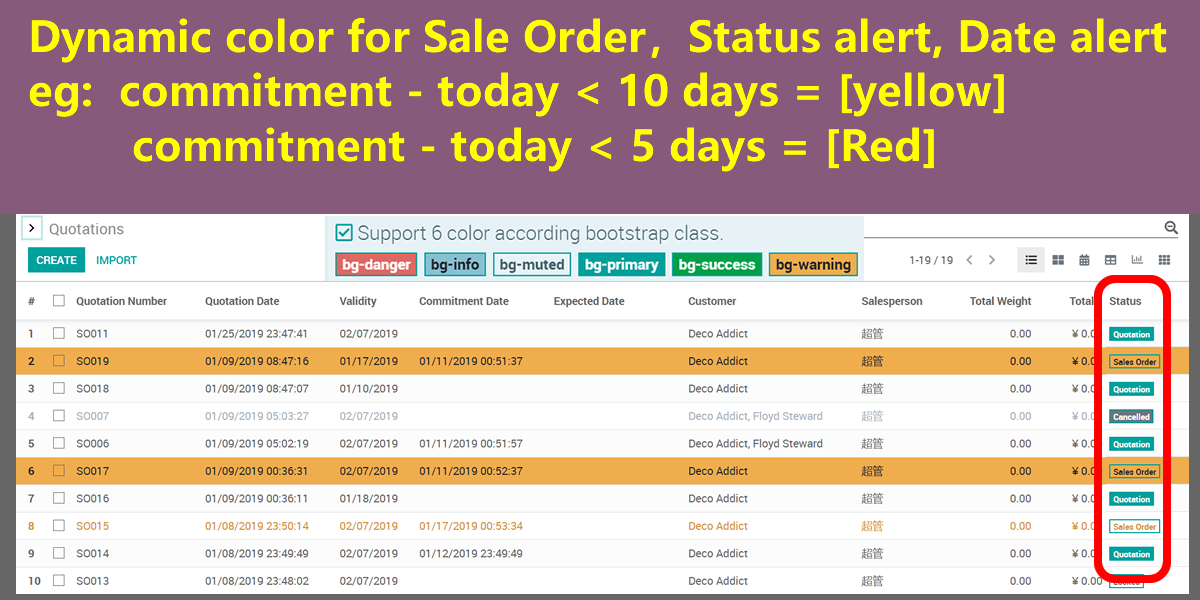 Dynamic color for Sale Order，Status alert, Date alert
eg: commitment - today < 10 days = [yellow]
commitment - today < 5 days = [Red]
Quotations
Support 6 color according bootstrap class.
CREATE IMPORT
bg-danger bg-info bg-muted bg-primary bg-success bg-warning
1-19 / 19
# Quotation Number Quotation Date Validity Commitment Date Expected Date Customer Salesperson Total Weight Total Status
1 SO011 01/25/2019 23:47:41 02/07/2019 Deco Addict 超管 0.00 ¥ 0.0 Quotation
2 SO019 01/09/2019 08:47:16 01/17/2019 01/11/2019 00:51:37 Deco Addict 超管 0.00 ¥ 0.0 Sales Order
3 SO018 01/09/2019 08:47:07 01/10/2019 Deco Addict 超管 0.00 ¥ 0.0 Quotation
4 SO007 01/09/2019 05:03:27 02/07/2019 Deco Addict, Floyd Steward 超管 0.00 ¥ 0.0 Cancelled
5 SO006 01/09/2019 05:02:19 02/07/2019 01/11/2019 00:51:57 Deco Addict, Floyd Steward 超管 0.00 ¥ 0.0 Quotation
6 SO017 01/09/2019 00:36:31 02/07/2019 01/11/2019 00:52:37 Deco Addict 超管 0.00 ¥ 0.0 Sales Order
7 SO016 01/09/2019 00:36:11 01/18/2019 Deco Addict 超管 0.00 ¥ 0.0 Quotation
8 SO015 01/08/2019 23:50:14 02/07/2019 01/17/2019 00:53:34 Deco Addict 超管 0.00 ¥ 0.0 Sales Order
9 SO014 01/08/2019 23:49:49 02/07/2019 01/12/2019 23:49:49 Deco Addict 超管 0.00 ¥ 0.0 Quotation
10 SO013 01/08/2019 23:48:02 02/07/2019 Deco Addict 超管 0.00 ¥ 0.00